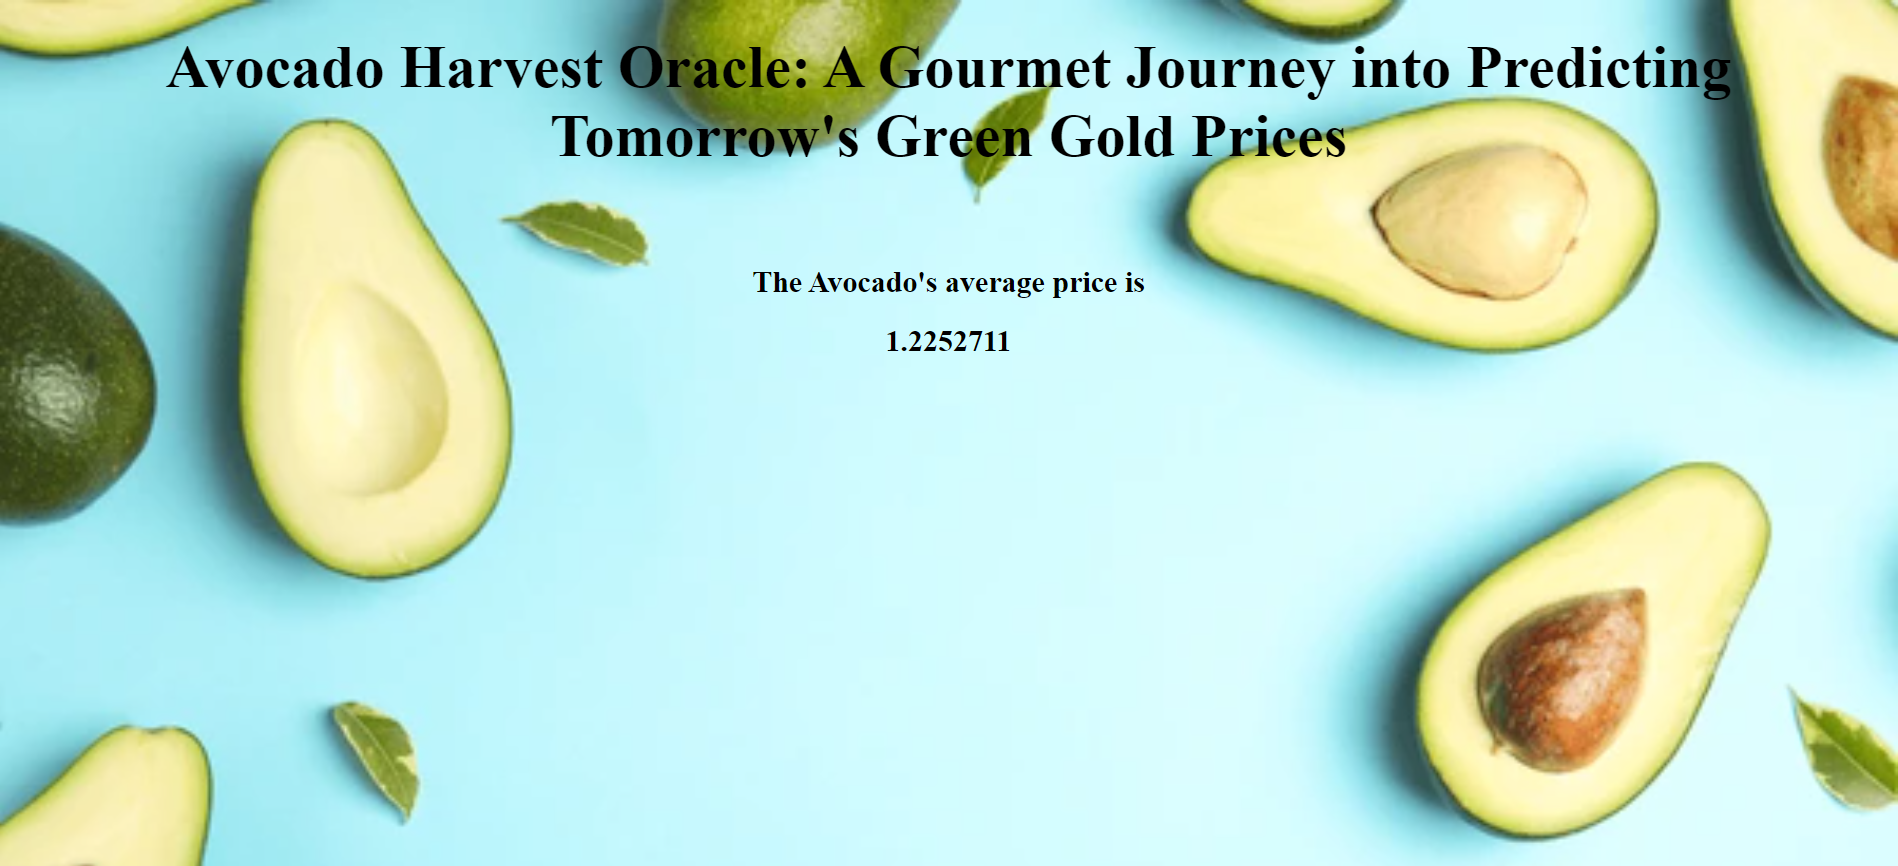 Avocado Harvest Oracle: A Gourmet Journey into Predicting
Tomorrow's Green Gold Prices
The Avocado's average price is
1.2252711